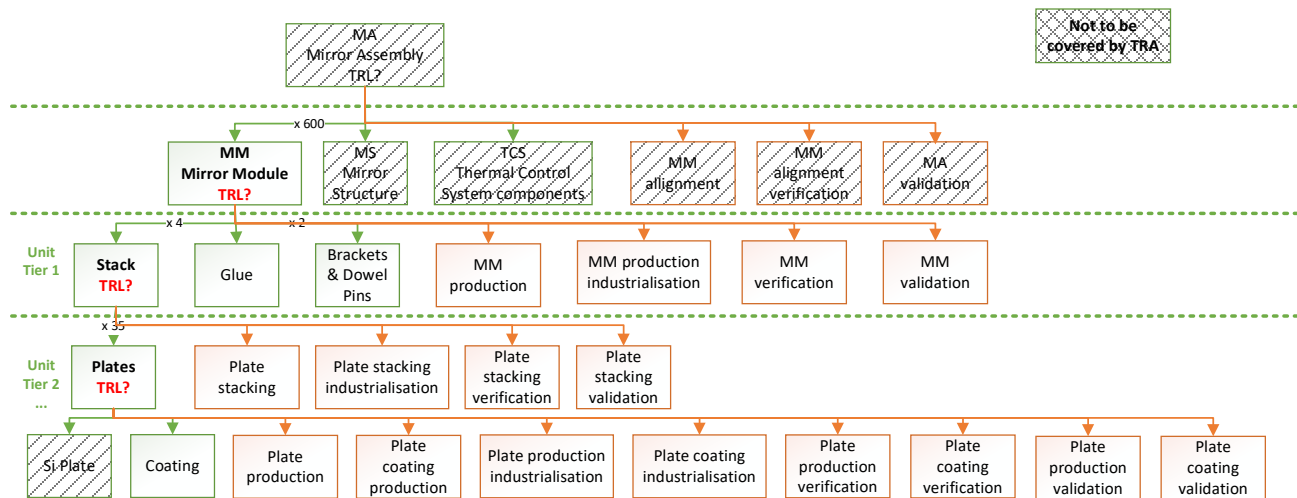 MA
Mirror Assembly
TRL?
Not to be
covered by TRA
x 600
MM
Mirror Module
TRL?
MS
Mirror
Structure
TCS
Thermal Control
System components
MM
allignment
MM
alignment
verification
MA
validation
x 4
x 2
Unit
Tier 1
Stack
TRL?
Glue
Brackets
& Dowel
Pins
MM
production
MM production
industrialisation
MM
verification
MM
validation
x 35
Unit
Tier 2
...
Plates
TRL?
Plate
stacking
Plate stacking
industrialisation
Plate
stacking
verification
Plate
stacking
validation
Si Plate
Coating
Plate
production
Plate
coating
production
Plate production
industrialisation
Plate coating
industrialisation
Plate
production
verification
Plate
coating
verification
Plate
production
validation
Plate
coating
validation